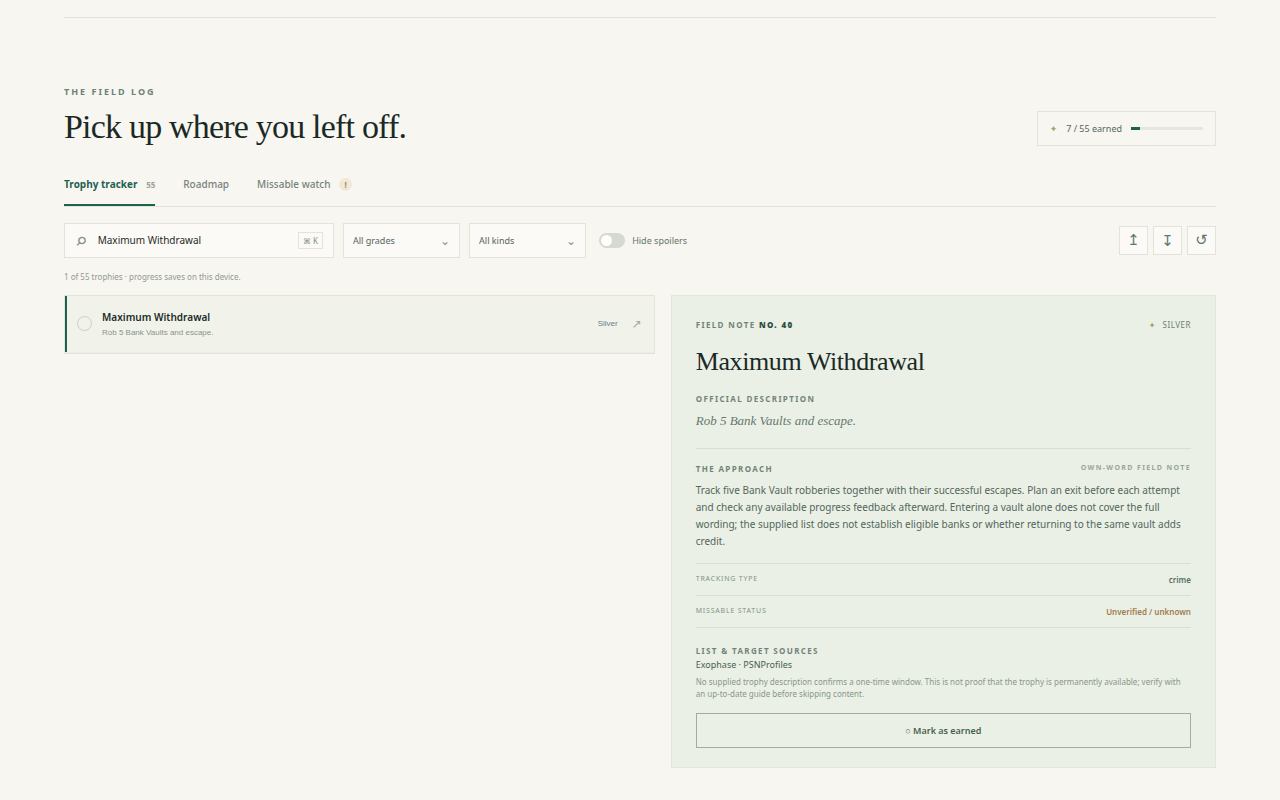 THE FIELD LOG
Pick up where you left off.
✦ 7 / 55 earned
Trophy tracker 55 Roadmap Missable watch !
Maximum Withdrawal ⌘ K All grades All kinds Hide spoilers
1 of 55 trophies · progress saves on this device.
Maximum Withdrawal
Rob 5 Bank Vaults and escape.
Silver ↗
FIELD NOTE NO. 40 ✦ SILVER
Maximum Withdrawal
OFFICIAL DESCRIPTION
Rob 5 Bank Vaults and escape.
THE APPROACH OWN-WORD FIELD NOTE
Track five Bank Vault robberies together with their successful escapes. Plan an exit before each attempt
and check any available progress feedback afterward. Entering a vault alone does not cover the full
wording; the supplied list does not establish eligible banks or whether returning to the same vault adds
credit.
TRACKING TYPE crime
MISSABLE STATUS Unverified / unknown
LIST & TARGET SOURCES
Exophase · PSNProfiles
No supplied trophy description confirms a one-time window. This is not proof that the trophy is permanently available; verify with
an up-to-date guide before skipping content.
○ Mark as earned